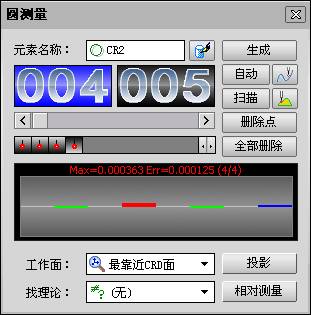 圆测量
元素名称： CR2 生成
004 005 自动
扫描
删除点
全部删除
Max=0.000363 Err=0.000125 (4/4)
工作面： 最靠近CRD面 投影
找理论： (无) 相对测量